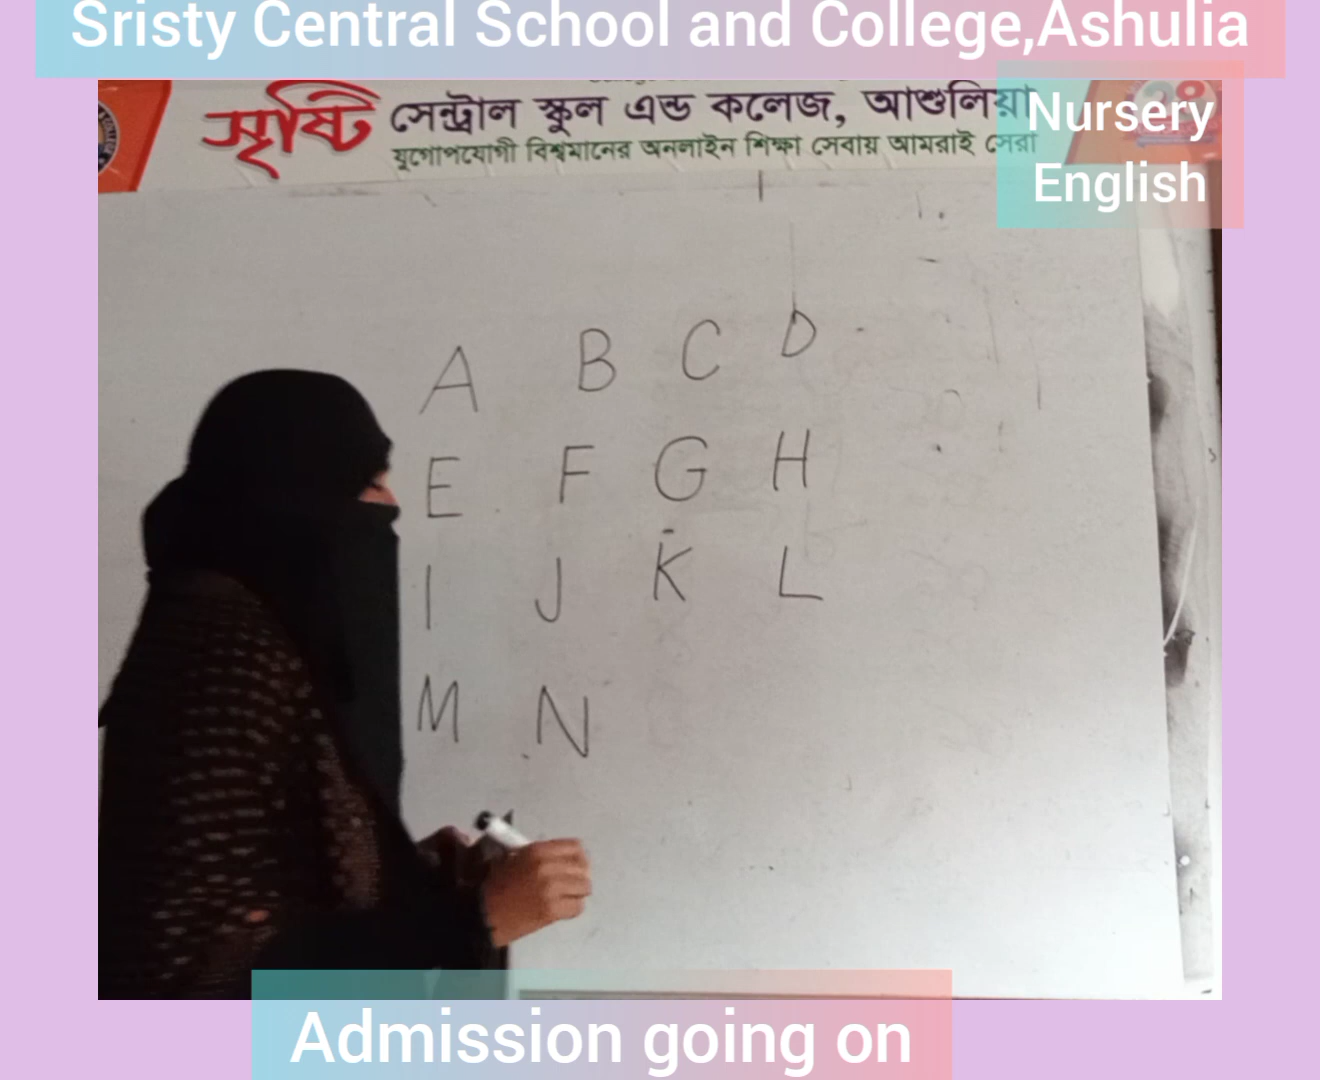 Sristy Central School and College,Ashulia
সৃষ্টি সেন্ট্রাল স্কুল এন্ড কলেজ, আশুলিয়া
যুগোপযোগী বিশ্বমানের অনলাইন শিক্ষা সেবায় আমরাই সেরা
Nursery
English
A B C D
E F G H
I J K L
M N
Admission going on